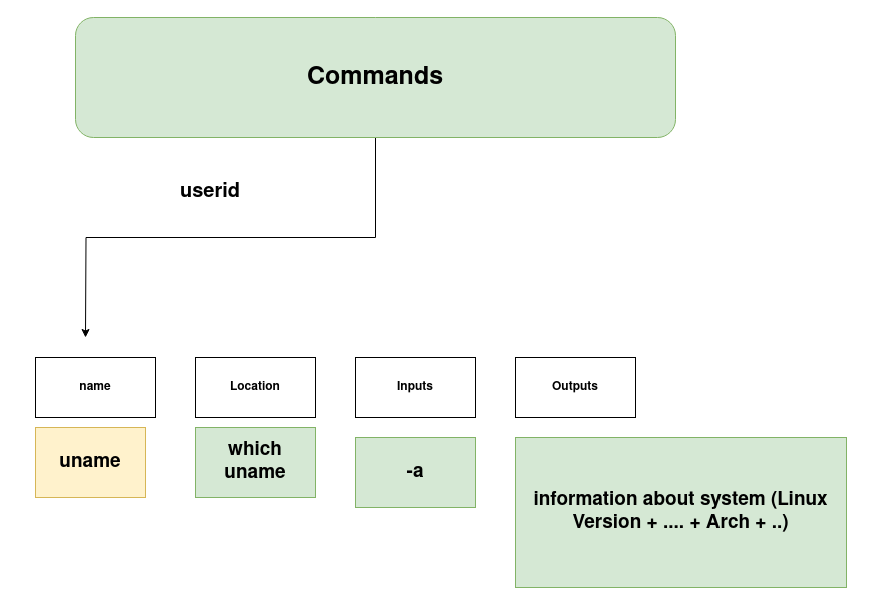 Commands
userid
name
Location
Inputs
Outputs
uname
which
uname
-a
information about system (Linux
Version + .... + Arch + ..)